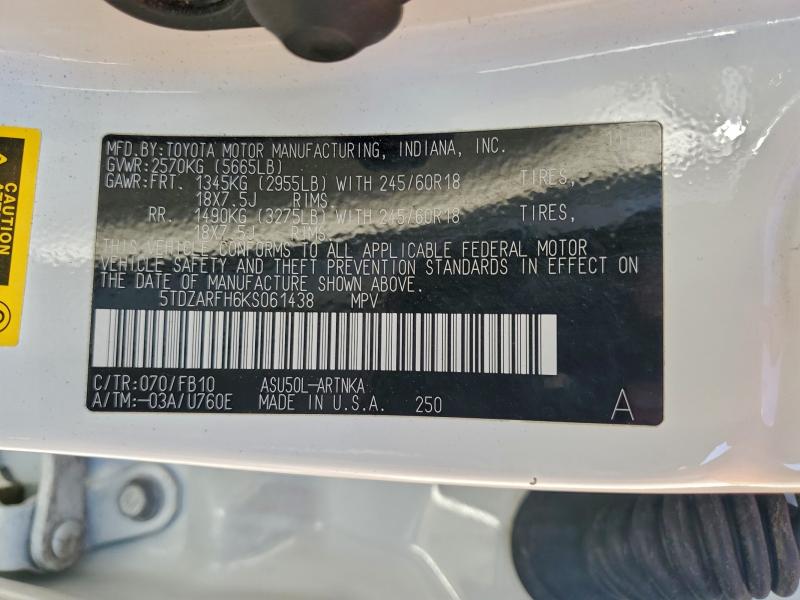 MFD.BY:TOYOTA MOTOR MANUFACTURING, INDIANA, INC.
GVWR:2570KG (5665LB)
GAWR:FRT. 1345KG (2955LB) WITH 245/60R18 TIRES,
18X7.5J RIMS.
RR. 1490KG (3275LB) WITH 245/60R18 TIRES,
18X7.5J RIMS.
THIS VEHICLE CONFORMS TO ALL APPLICABLE FEDERAL MOTOR
VEHICLE SAFETY AND THEFT PREVENTION STANDARDS IN EFFECT ON
THE DATE OF MANUFACTURE SHOWN ABOVE.
5TDZARFH6KS061438 MPV
C/TR:070/FB10 ASU50L-ARTNKA
A/TM:-03A/U760E MADE IN U.S.A. 250
A
CAUTION